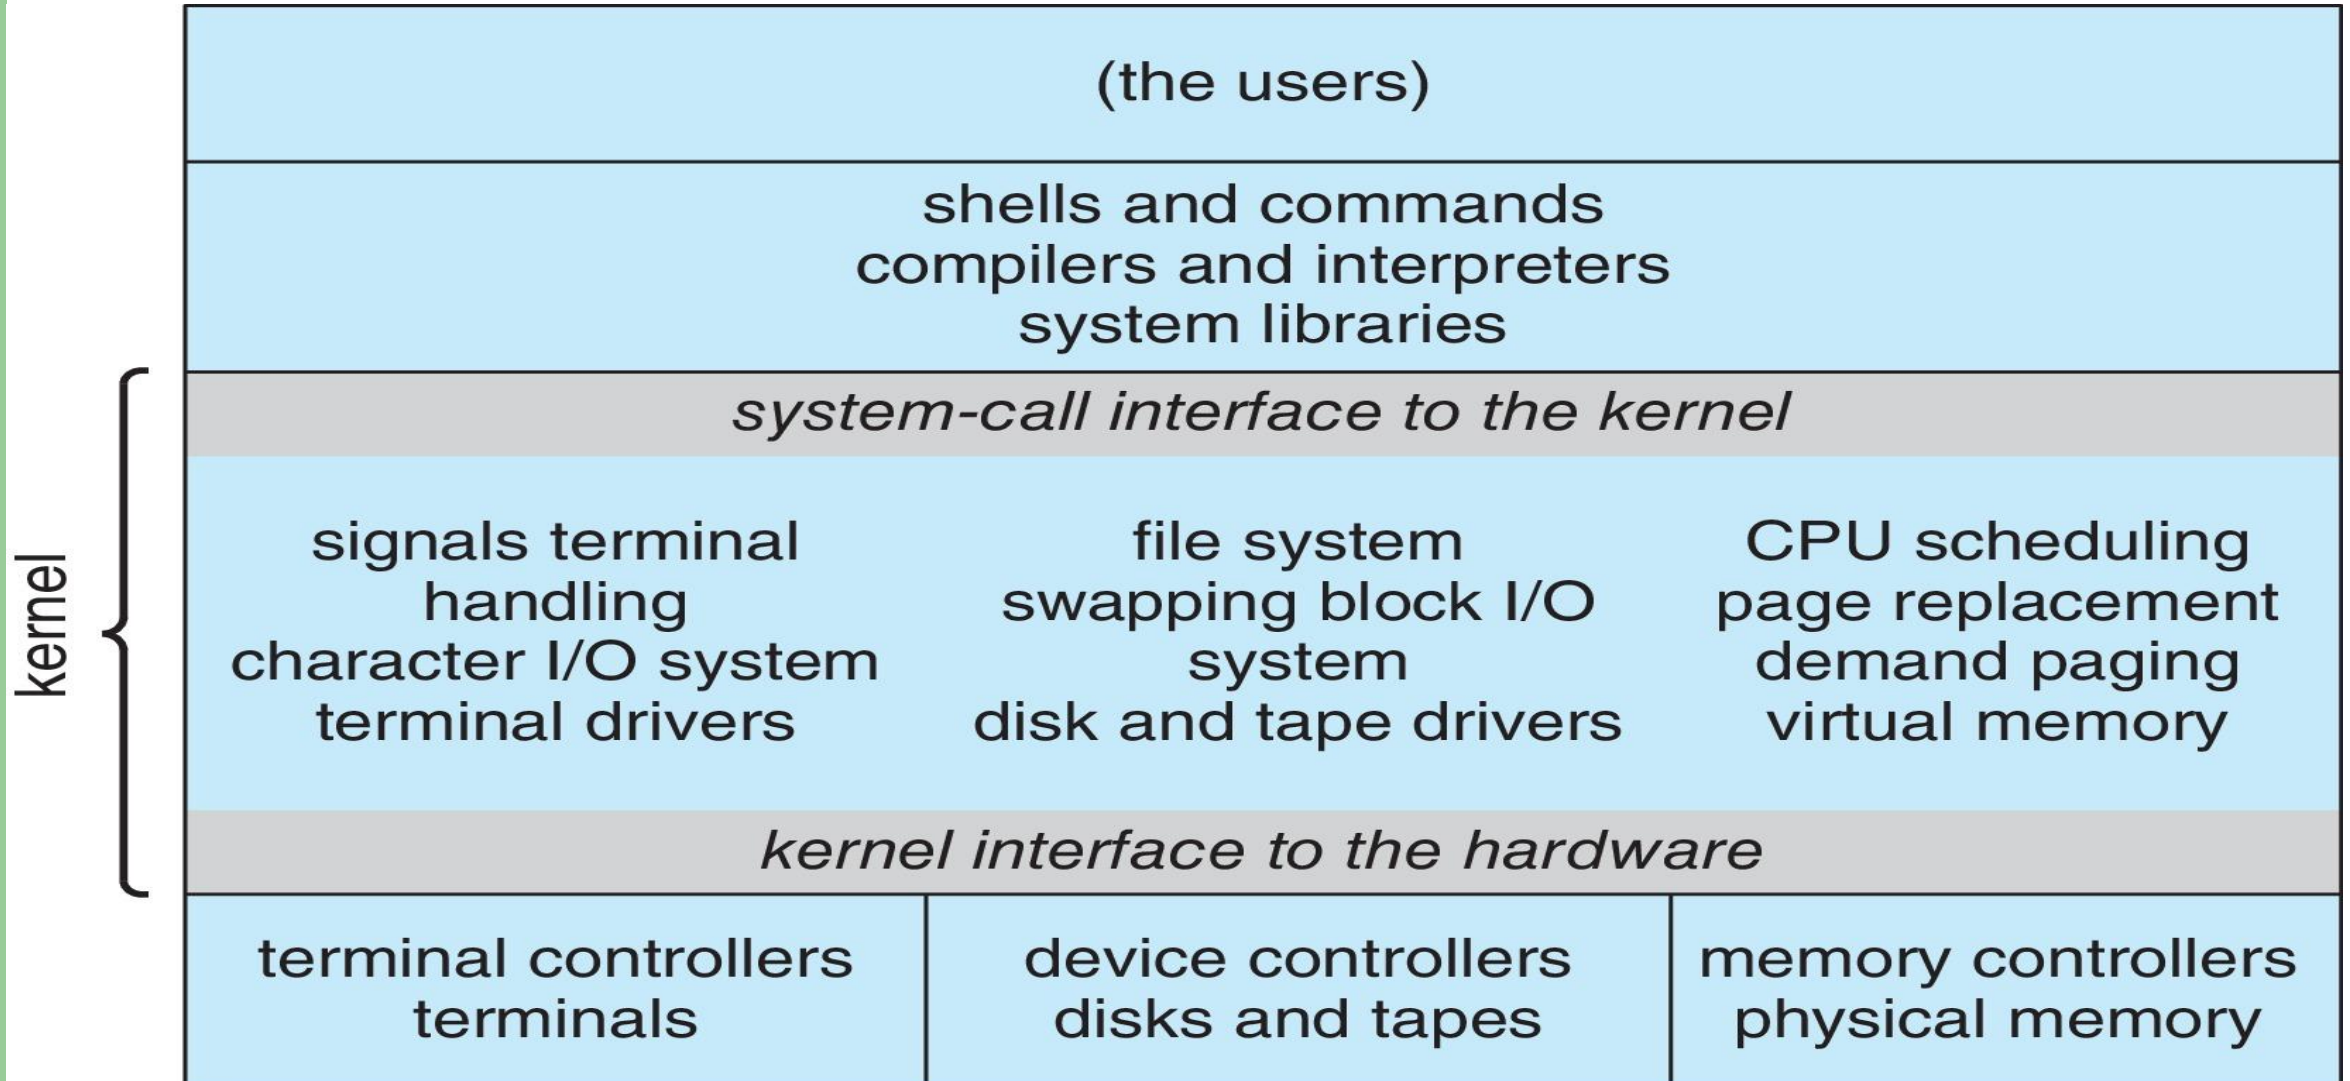 (the users)
shells and commands
compilers and interpreters
system libraries
kernel
system-call interface to the kernel
signals terminal
handling
character I/O system
terminal drivers
file system
swapping block I/O
system
disk and tape drivers
CPU scheduling
page replacement
demand paging
virtual memory
kernel interface to the hardware
terminal controllers
terminals
device controllers
disks and tapes
memory controllers
physical memory